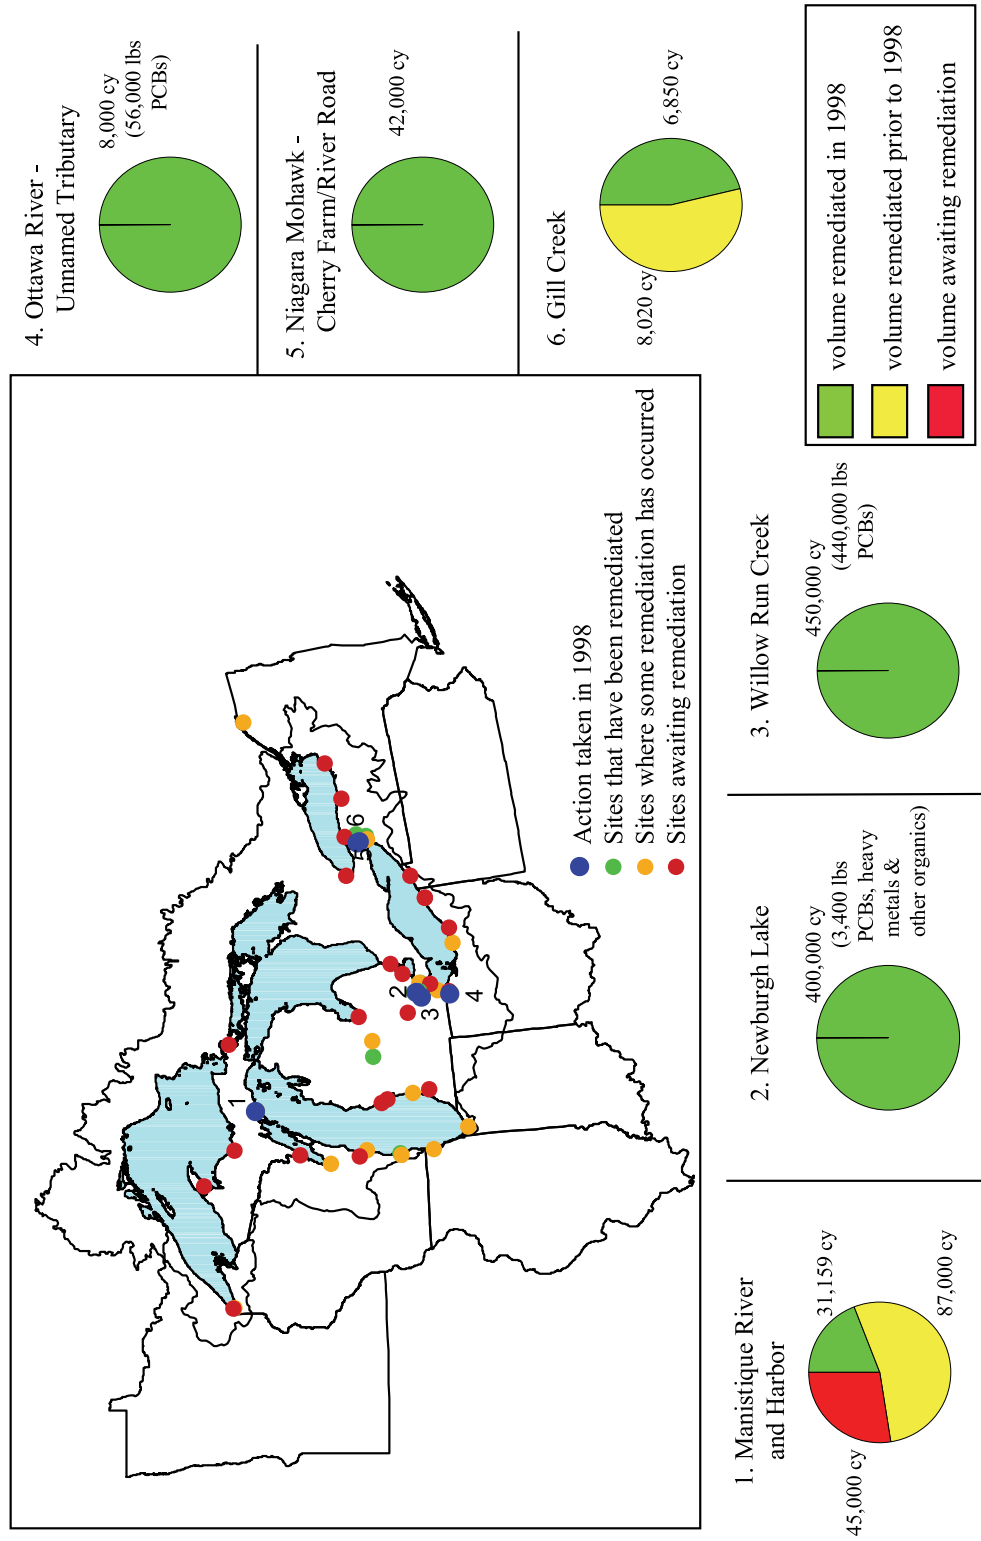 4. Ottawa River -
Unnamed Tributary
8,000 cy
(56,000 lbs
PCBs)
5. Niagara Mohawk -
Cherry Farm/River Road
42,000 cy
6. Gill Creek
6,850 cy
8,020 cy
1
2
3
4
5
6
Action taken in 1998
Sites that have been remediated
Sites where some remediation has occurred
Sites awaiting remediation
1. Manistique River
and Harbor
31,159 cy
45,000 cy
87,000 cy
2. Newburgh Lake
400,000 cy
(3,400 lbs
PCBs, heavy
metals &
other organics)
3. Willow Run Creek
450,000 cy
(440,000 lbs
PCBs)
volume remediated in 1998
volume remediated prior to 1998
volume awaiting remediation